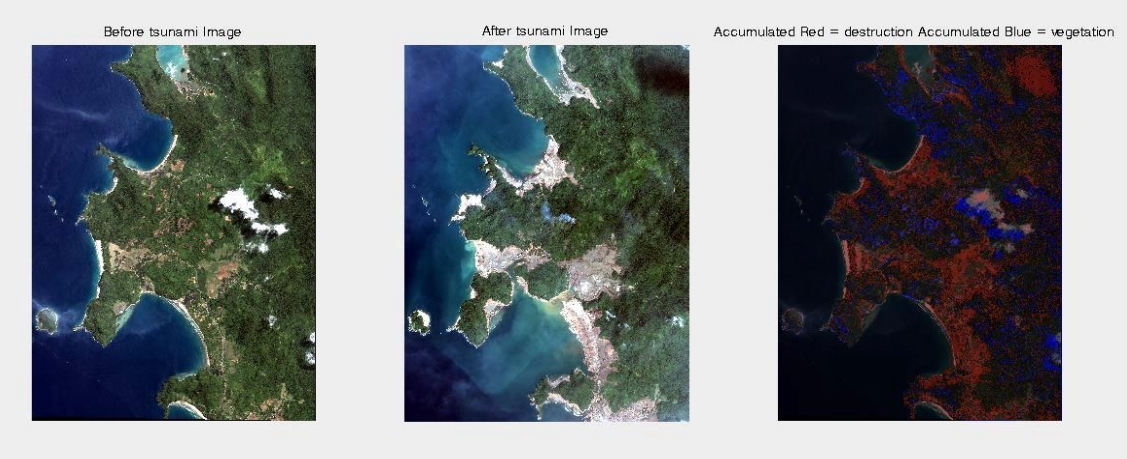 Before tsunami Image
After tsunami Image
Accumulated Red = destruction Accumulated Blue = vegetation